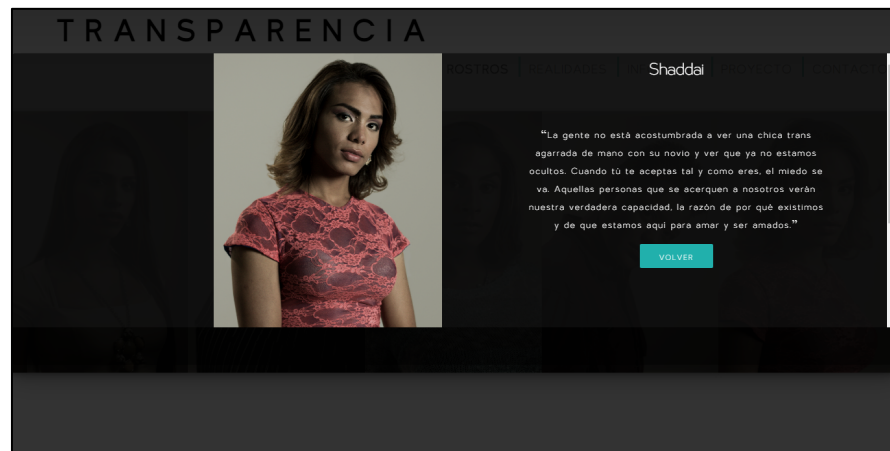 TRANSPARENCIA
ROSTROS | REALIDADES | PROYECTO | CONTACTO
Shaddai
“La gente no está acostumbrada a ver una chica trans
agarrada de mano con su novio y ver que ya no estamos
ocultos. Cuando tú te aceptas tal y como eres, el miedo se
va. Aquellas personas que se acerquen a nosotros verán
nuestra verdadera capacidad, la razón de por qué existimos
y de que estamos aquí para amar y ser amados.”
VOLVER